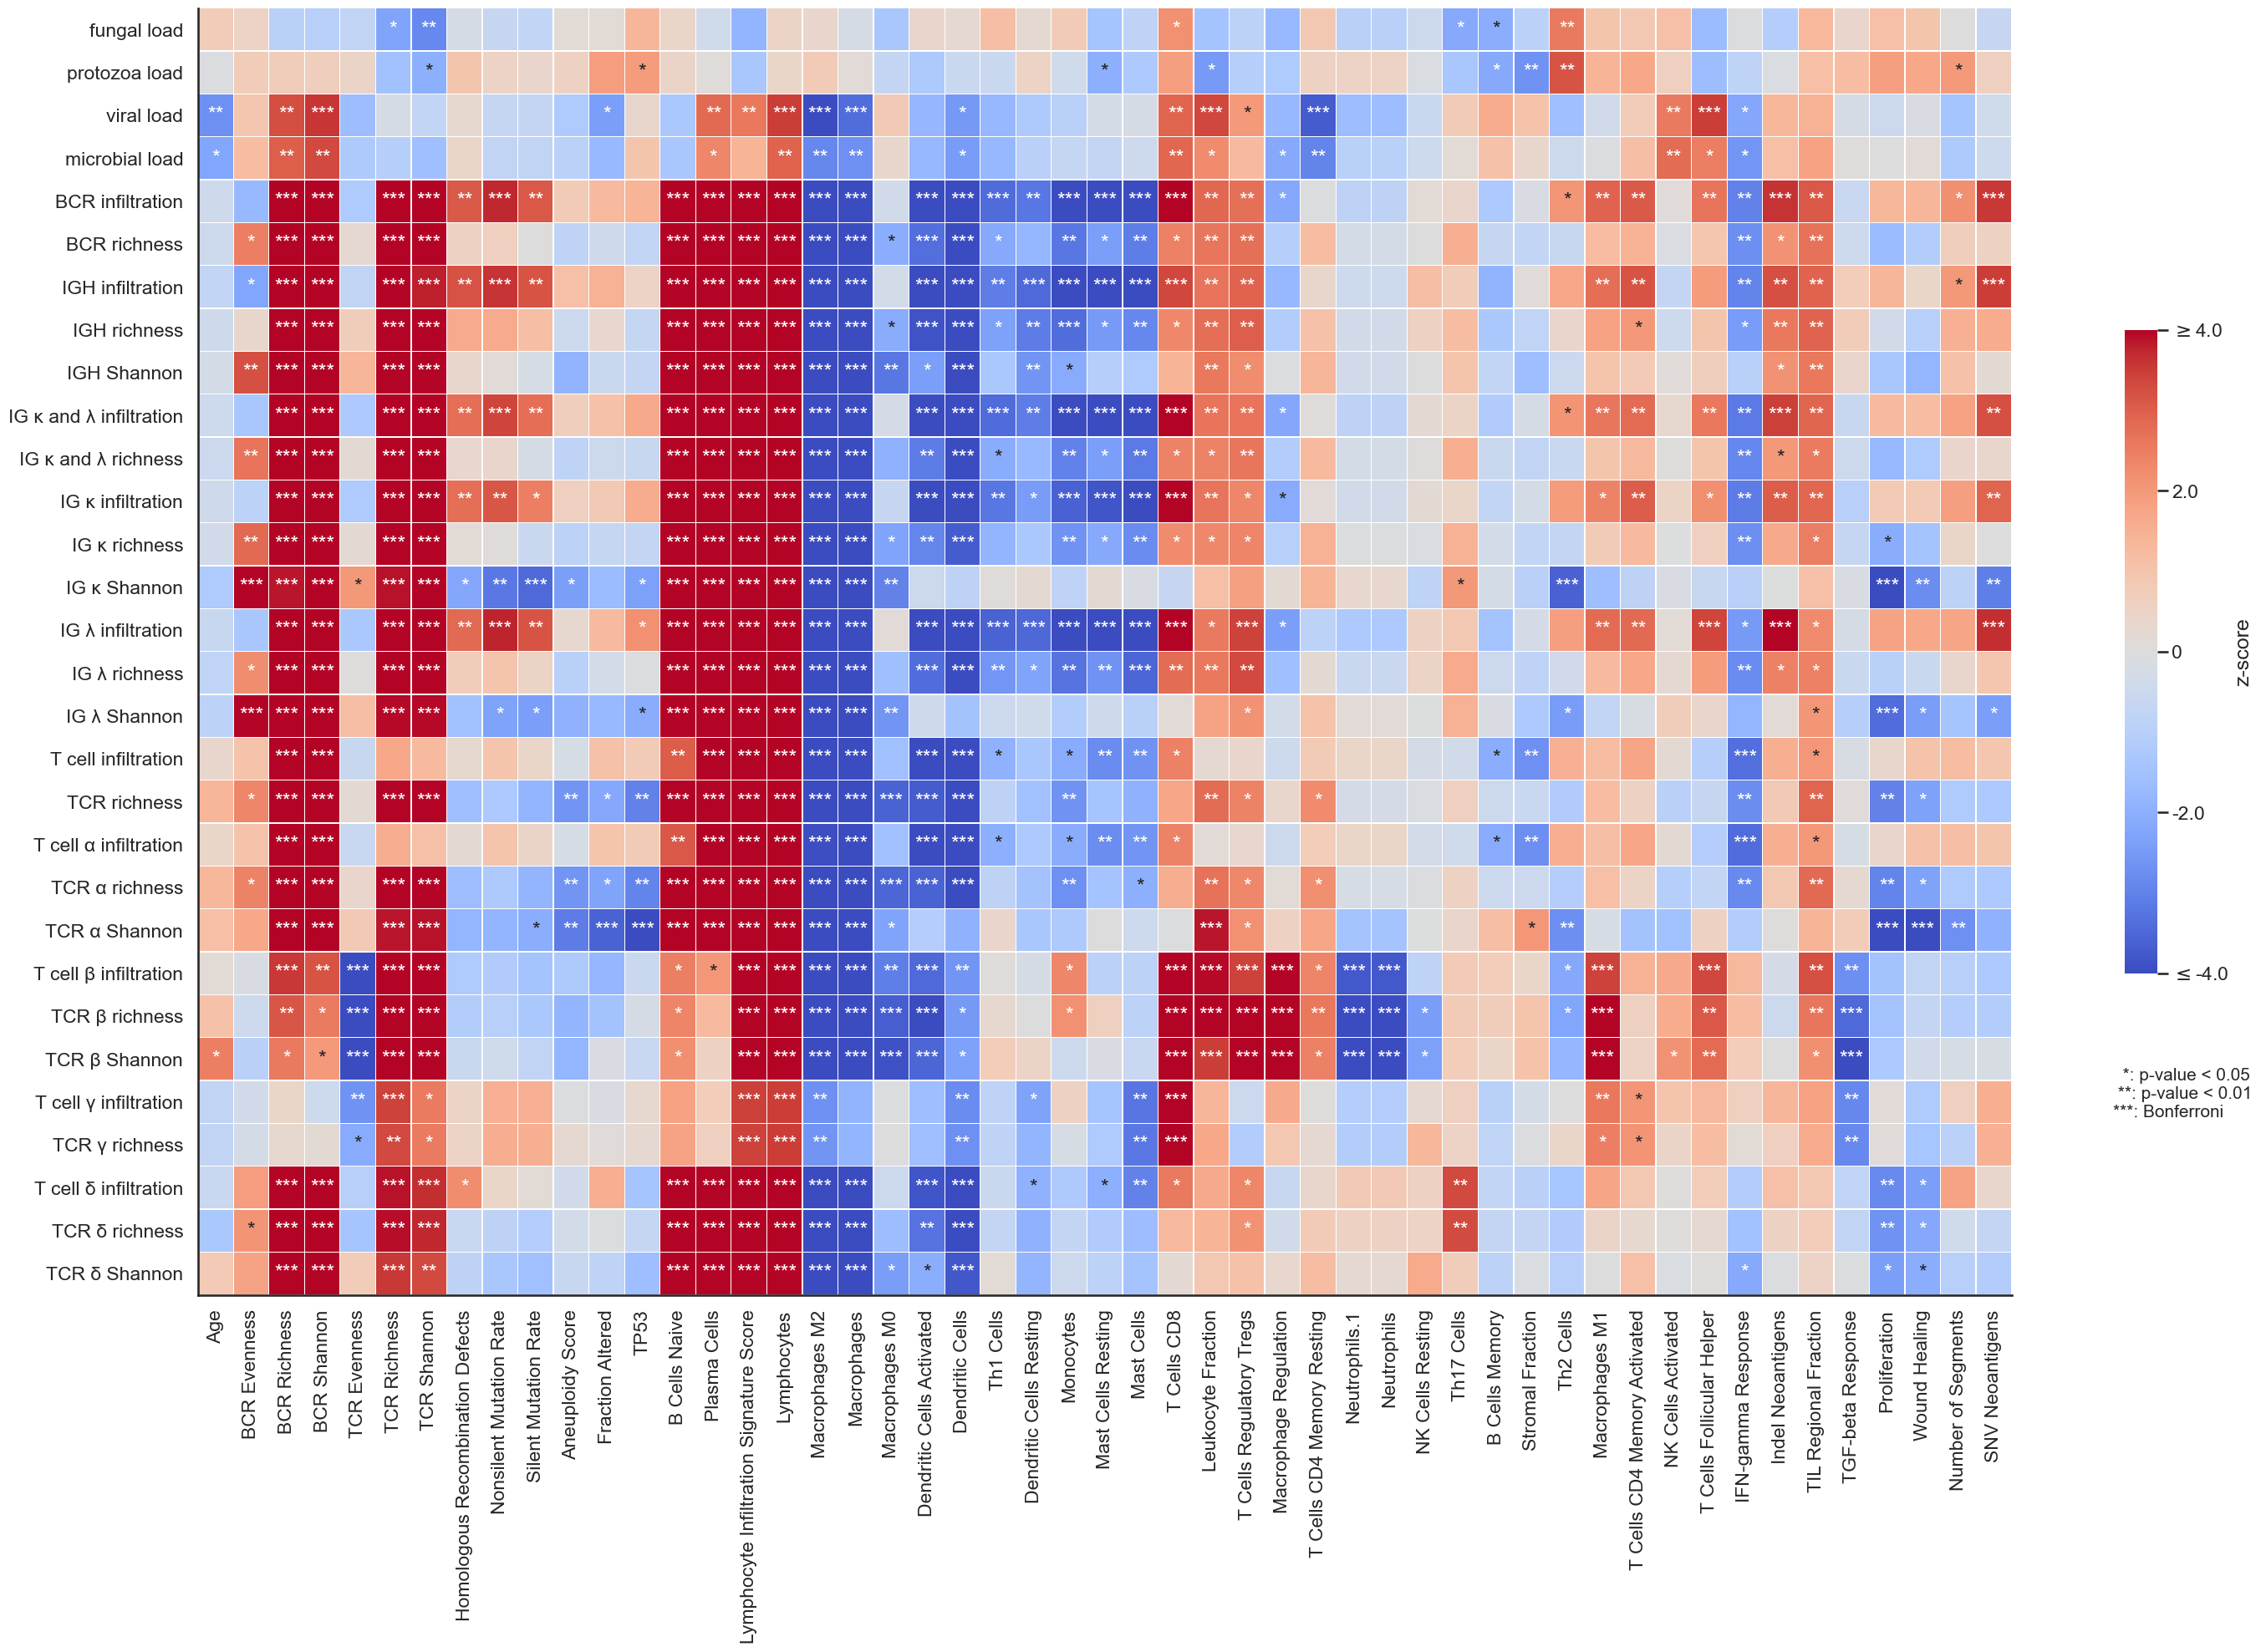 fungal load
protozoa load
viral load
microbial load
BCR infiltration
BCR richness
IGH infiltration
IGH richness
IGH Shannon
IG κ and λ infiltration
IG κ and λ richness
IG κ infiltration
IG κ richness
IG κ Shannon
IG λ infiltration
IG λ richness
IG λ Shannon
T cell infiltration
TCR richness
T cell α infiltration
TCR α richness
TCR α Shannon
T cell β infiltration
TCR β richness
TCR β Shannon
T cell γ infiltration
TCR γ richness
T cell δ infiltration
TCR δ richness
TCR δ Shannon
Age
BCR Evenness
BCR Richness
BCR Shannon
TCR Evenness
TCR Richness
TCR Shannon
Homologous Recombination Defects
Nonsilent Mutation Rate
Silent Mutation Rate
Aneuploidy Score
Fraction Altered
TP53
B Cells Naive
Plasma Cells
Lymphocyte Infiltration Signature Score
Lymphocytes
Macrophages M2
Macrophages
Macrophages M0
Dendritic Cells Activated
Dendritic Cells
Th1 Cells
Dendritic Cells Resting
Monocytes
Mast Cells Resting
Mast Cells
T Cells CD8
Leukocyte Fraction
T Cells Regulatory Tregs
Macrophage Regulation
T Cells CD4 Memory Resting
Neutrophils.1
Neutrophils
NK Cells Resting
Th17 Cells
B Cells Memory
Stromal Fraction
Th2 Cells
Macrophages M1
T Cells CD4 Memory Activated
NK Cells Activated
T Cells Follicular Helper
IFN-gamma Response
Indel Neoantigens
TIL Regional Fraction
TGF-beta Response
Proliferation
Wound Healing
Number of Segments
SNV Neoantigens
≥ 4.0
2.0
0
-2.0
≤ -4.0
z-score
*: p-value < 0.05
**: p-value < 0.01
***: Bonferroni